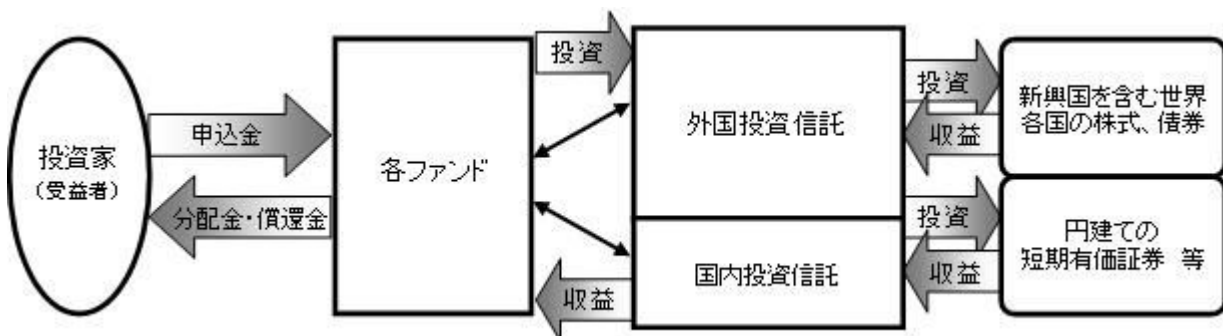 投資家
(受益者)
申込金
分配金・償還金
各ファンド
投資
収益
外国投資信託
国内投資信託
投資
収益
投資
収益
新興国を含む世界
各国の株式、債券
円建ての
短期有価証券 等